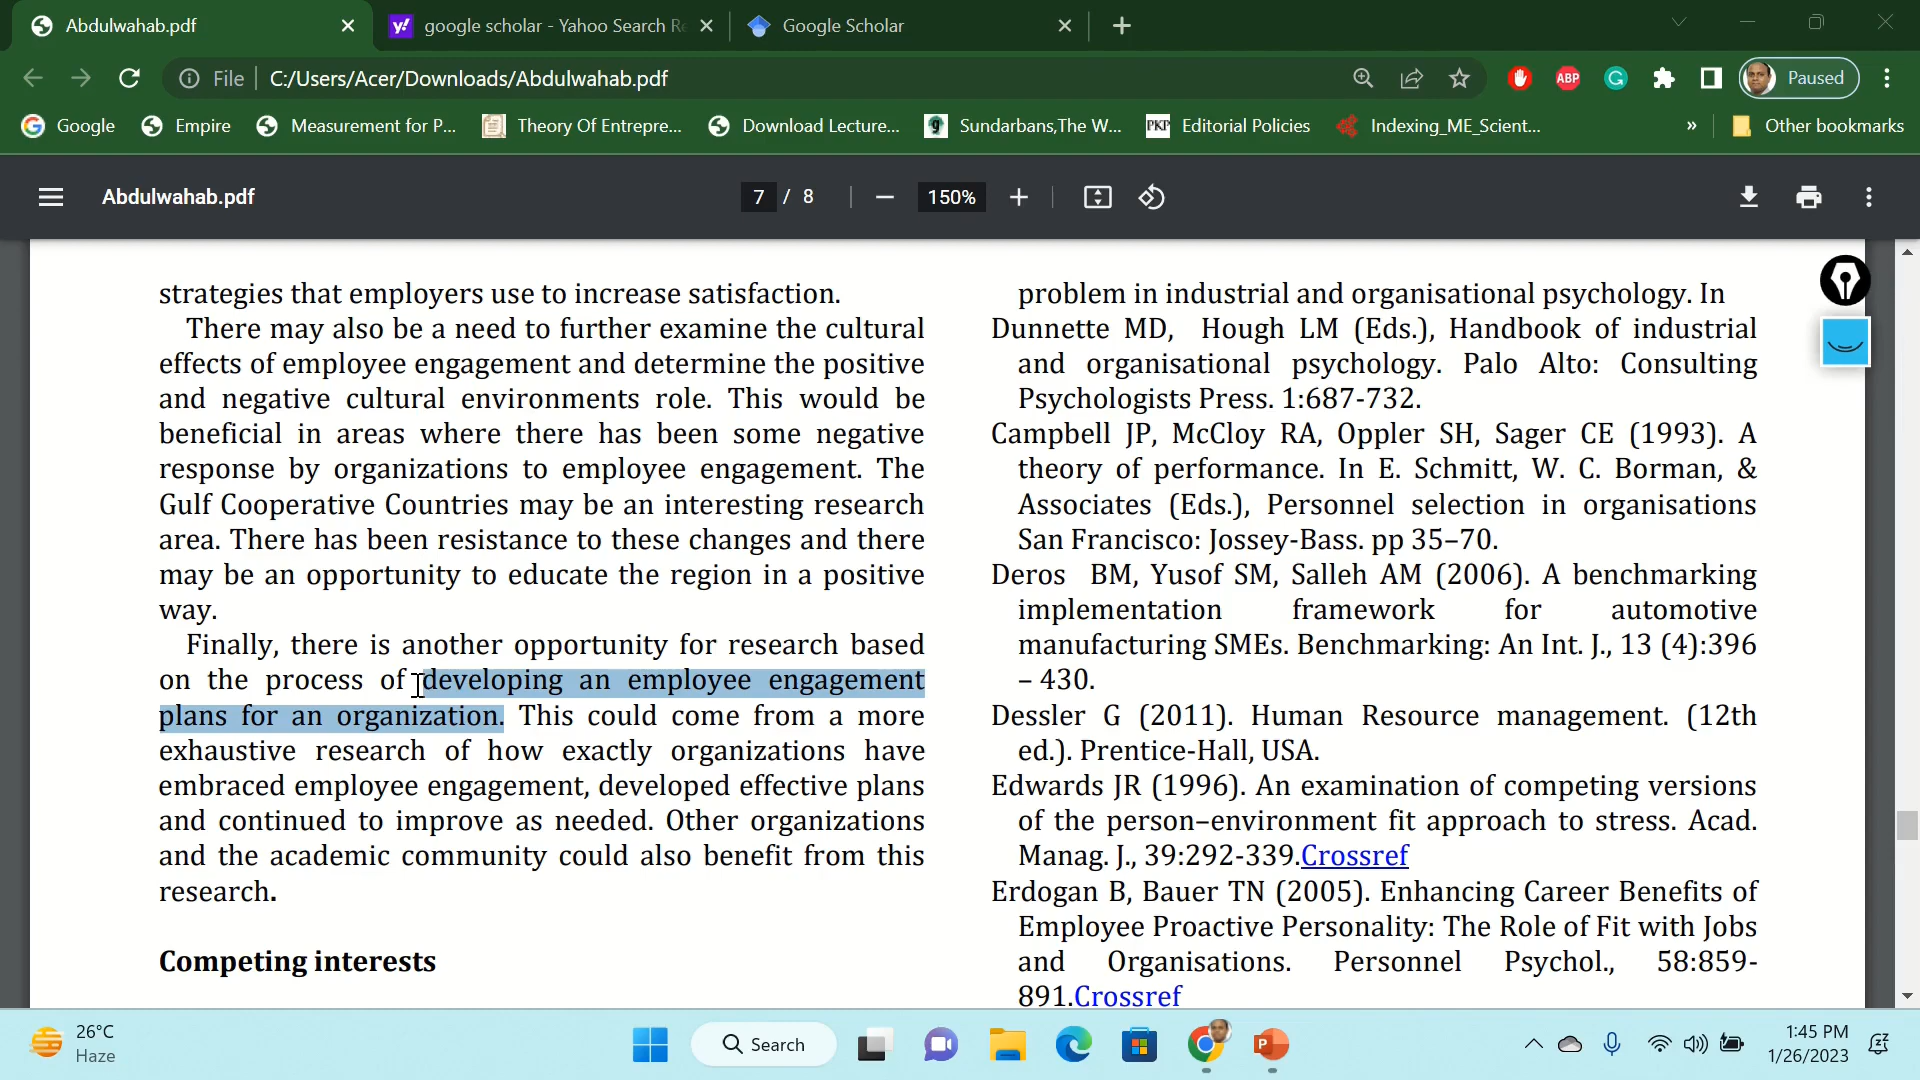 Abdulwahab.pdf
google scholar - Yahoo Search Re
Google Scholar
File
C:/Users/Acer/Downloads/Abdulwahab.pdf
ABP
Paused
Google
Empire
Measurement for P...
Theory Of Entrepre...
Download Lecture...
Sundarbans,The W...
PKP
Editorial Policies
Indexing_ME_Scient...
»
Other bookmarks
Abdulwahab.pdf
7 / 8
150%
strategies that employers use to increase satisfaction.
There may also be a need to further examine the cultural
effects of employee engagement and determine the positive
and negative cultural environments role. This would be
beneficial in areas where there has been some negative
response by organizations to employee engagement. The
Gulf Cooperative Countries may be an interesting research
area. There has been resistance to these changes and there
may be an opportunity to educate the region in a positive
way.
Finally, there is another opportunity for research based
on the process of developing an employee engagement
plans for an organization. This could come from a more
exhaustive research of how exactly organizations have
embraced employee engagement, developed effective plans
and continued to improve as needed. Other organizations
and the academic community could also benefit from this
research.
Competing interests
problem in industrial and organisational psychology. In
Dunnette MD, Hough LM (Eds.), Handbook of industrial
and organisational psychology. Palo Alto: Consulting
Psychologists Press. 1:687-732.
Campbell JP, McCloy RA, Oppler SH, Sager CE (1993). A
theory of performance. In E. Schmitt, W. C. Borman, &
Associates (Eds.), Personnel selection in organisations
San Francisco: Jossey-Bass. pp 35–70.
Deros BM, Yusof SM, Salleh AM (2006). A benchmarking
implementation framework for automotive
manufacturing SMEs. Benchmarking: An Int. J., 13 (4):396
– 430.
Dessler G (2011). Human Resource management. (12th
ed.). Prentice-Hall, USA.
Edwards JR (1996). An examination of competing versions
of the person–environment fit approach to stress. Acad.
Manag. J., 39:292-339.Crossref
Erdogan B, Bauer TN (2005). Enhancing Career Benefits of
Employee Proactive Personality: The Role of Fit with Jobs
and Organisations. Personnel Psychol., 58:859-
891.Crossref
26°C
Haze
Search
1:45 PM
1/26/2023